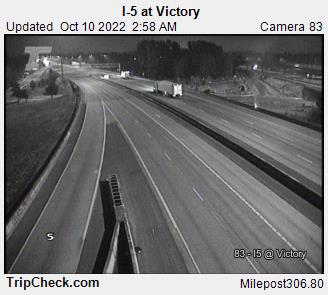 I-5 at Victory
Updated Oct 10 2022 2:58 AM Camera 83
S
83 - I5 @ Victory
TripCheck.com Milepost306.80